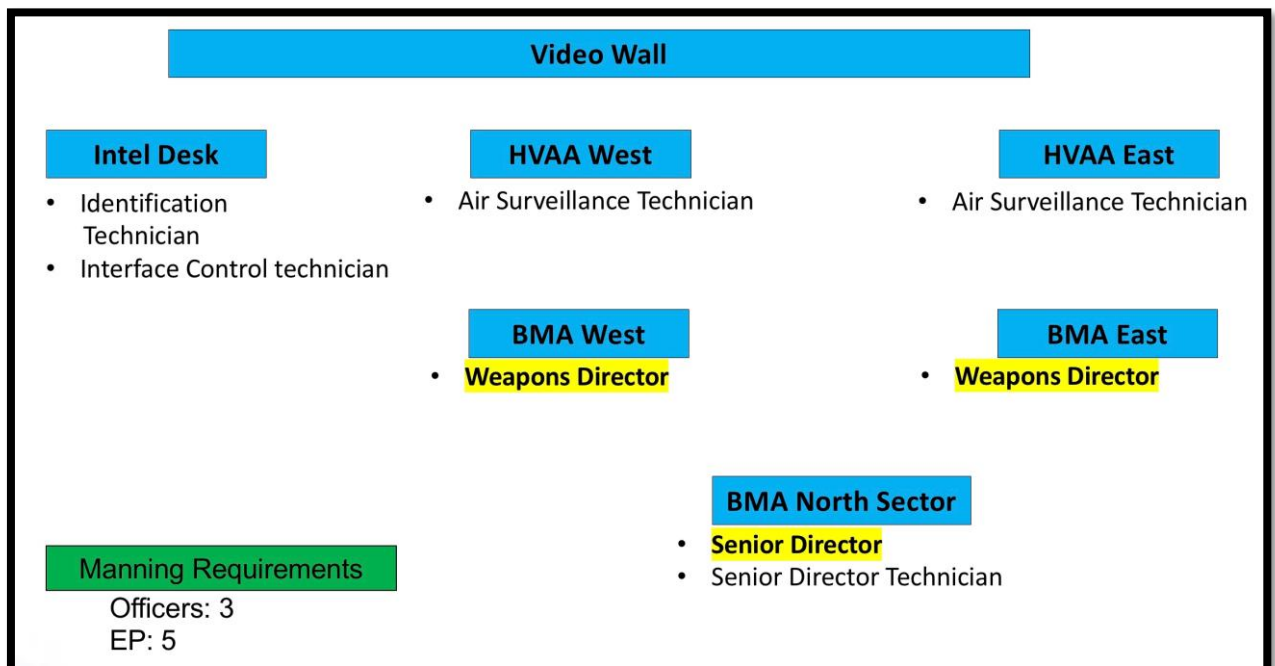 Video Wall
Intel Desk
• Identification
Technician
• Interface Control technician
HVAA West
• Air Surveillance Technician
HVAA East
• Air Surveillance Technician
BMA West
• Weapons Director
BMA East
• Weapons Director
BMA North Sector
• Senior Director
• Senior Director Technician
Manning Requirements
Officers: 3
EP: 5